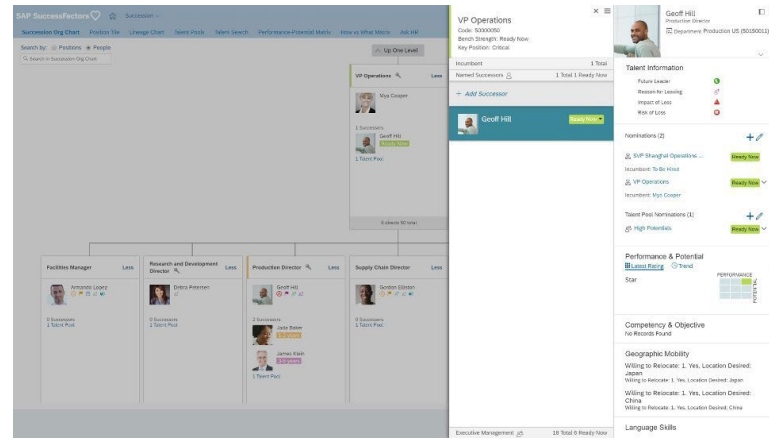 SAP SuccessFactors
Succession
Succession Org Chart Position Tile Lineage Chart Talent Pools Talent Search Performance-Potential Matrix How vs What Matrix Ask HR
Search by: Positions People
Search in Succession Org Chart
Up One Level
VP Operations Less
Mya Cooper
1 Successors
Geoff Hill
Ready Now
1 Talent Pool
Facilities Manager Less
Armando Lopez
0 Successors
1 Talent Pool
Research and Development Director Less
Debra Petersen
0 Successors
1 Talent Pool
Production Director Less
Geoff Hill
2 Successors
Jada Baker
1-2 years
James Klein
1 Talent Pool
Supply Chain Director Less
Gordon Elliston
0 Successors
1 Talent Pool
VP Operations
Code: 50000050
Bench Strength: Ready Now
Key Position: Critical
Incumbent 1 Total
Named Successors 1 Total 1 Ready Now
+ Add Successor
Geoff Hill Ready Now
Executive Management
Geoff Hill
Production Director
Department Production US (50150011)
Talent Information
Future Leader
Reason for Leaving
Impact of Loss
Risk of Loss
Nominations (2)
SVP Shanghai Operations ... Ready Now
Incumbent: To Be Hired
VP Operations Ready Now
Incumbent: Mya Cooper
Talent Pool Nominations (1)
High Potentials Ready Now
Performance & Potential
Latest Rating Trend
Star
PERFORMANCE
POTENTIAL
Competency & Objective
No Records Found
Geographic Mobility
Willing to Relocate: 1. Yes, Location Desired:
Japan
Willing to Relocate: 1. Yes, Location Desired: Japan
Willing to Relocate: 1. Yes, Location Desired:
China
Willing to Relocate: 1. Yes, Location Desired: China
Language Skills